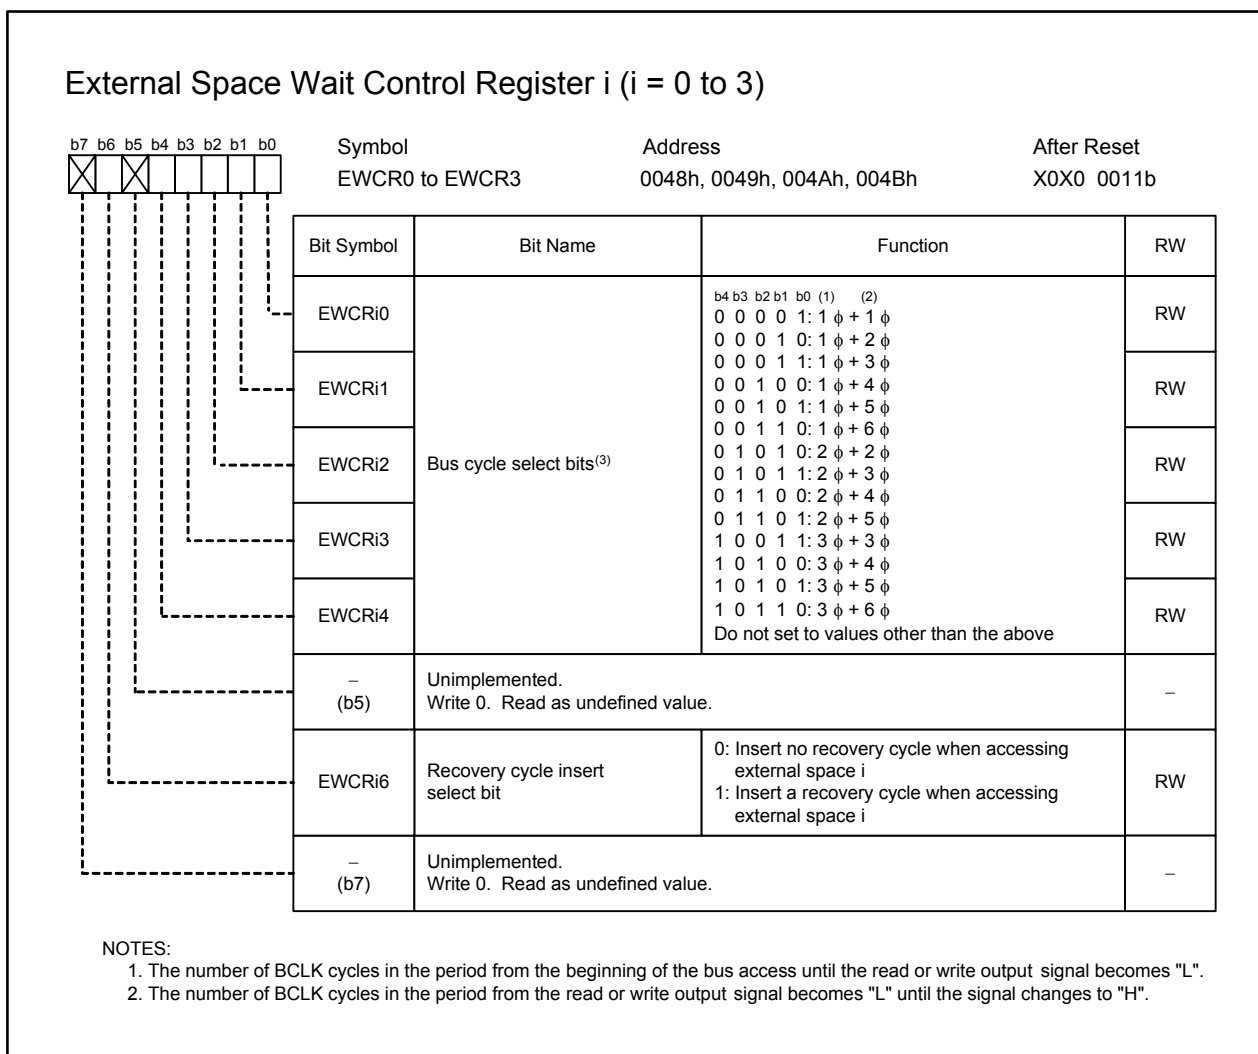 External Space Wait Control Register i (i = 0 to 3)
b7 b6 b5 b4 b3 b2 b1 b0
Symbol Address After Reset
EWCR0 to EWCR3 0048h, 0049h, 004Ah, 004Bh X0X0 0011b
Bit Symbol Bit Name Function RW
EWCRi0 RW
EWCRi1 RW
EWCRi2 RW
EWCRi3 RW
EWCRi4 RW
Bus cycle select bits(3)
b4 b3 b2 b1 b0 (1) (2)
0 0 0 0 1: 1 ϕ + 1 ϕ
0 0 0 1 0: 1 ϕ + 2 ϕ
0 0 0 1 1: 1 ϕ + 3 ϕ
0 0 1 0 0: 1 ϕ + 4 ϕ
0 0 1 0 1: 1 ϕ + 5 ϕ
0 0 1 1 0: 1 ϕ + 6 ϕ
0 1 0 1 0: 2 ϕ + 2 ϕ
0 1 0 1 1: 2 ϕ + 3 ϕ
0 1 1 0 0: 2 ϕ + 4 ϕ
0 1 1 0 1: 2 ϕ + 5 ϕ
1 0 0 1 1: 3 ϕ + 3 ϕ
1 0 1 0 0: 3 ϕ + 4 ϕ
1 0 1 0 1: 3 ϕ + 5 ϕ
1 0 1 1 0: 3 ϕ + 6 ϕ
Do not set to values other than the above
–
(b5)
Unimplemented.
Write 0. Read as undefined value.
–
EWCRi6
Recovery cycle insert
select bit
0: Insert no recovery cycle when accessing
external space i
1: Insert a recovery cycle when accessing
external space i
RW
–
(b7)
Unimplemented.
Write 0. Read as undefined value.
–
NOTES:
1. The number of BCLK cycles in the period from the beginning of the bus access until the read or write output signal becomes "L".
2. The number of BCLK cycles in the period from the read or write output signal becomes "L" until the signal changes to "H".